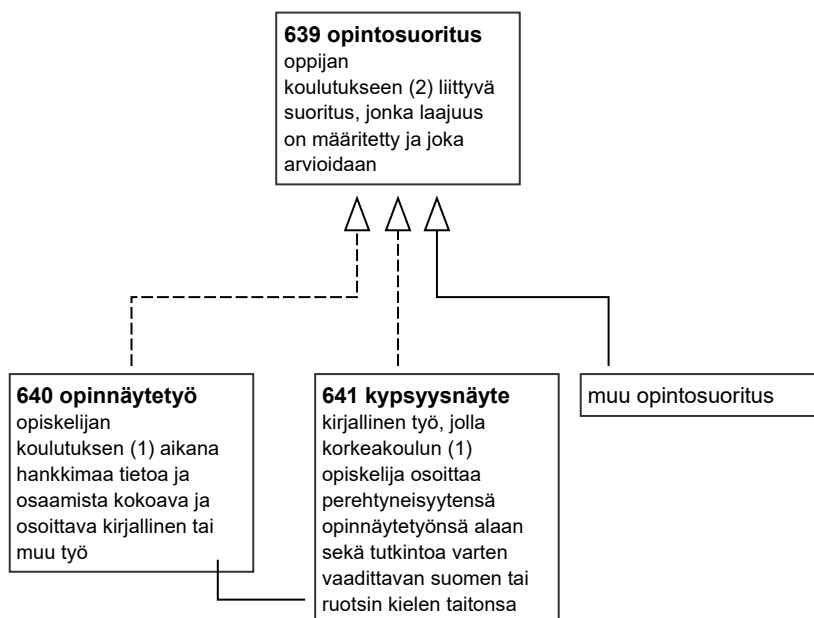 639 opintosuoritus
oppijan
koulutukseen (2) liittyvä
suoritus, jonka laajuus
on määritetty ja joka
arvioidaan
640 opinnäytetyö
opiskelijan
koulutuksen (1) aikana
hankkimaa tietoa ja
osaamista kokoava ja
osoittava kirjallinen tai
muu työ
641 kypsyysnäyte
kirjallinen työ, jolla
korkeakoulun (1)
opiskelija osoittaa
perehtyneisyytensä
opinnäytetyönsä alaan
sekä tutkintoa varten
vaadittavan suomen tai
ruotsin kielen taitonsa
muu opintosuoritus